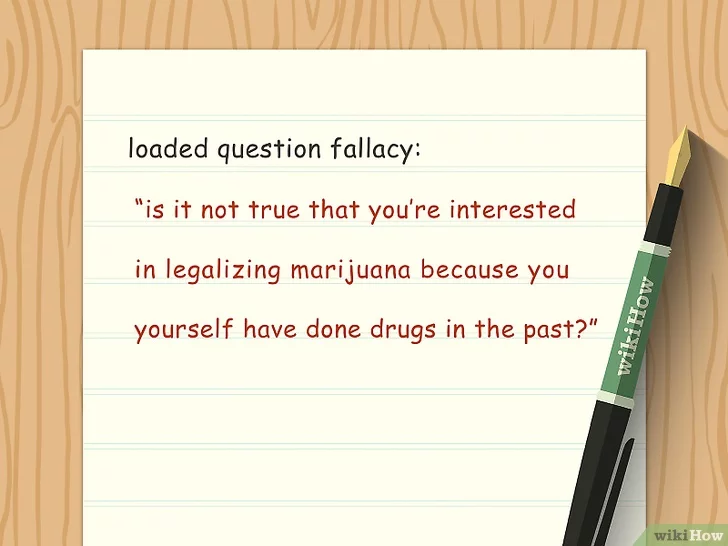 loaded question fallacy:
“is it not true that you’re interested
in legalizing marijuana because you
yourself have done drugs in the past?”
wikiHow
wikiHow